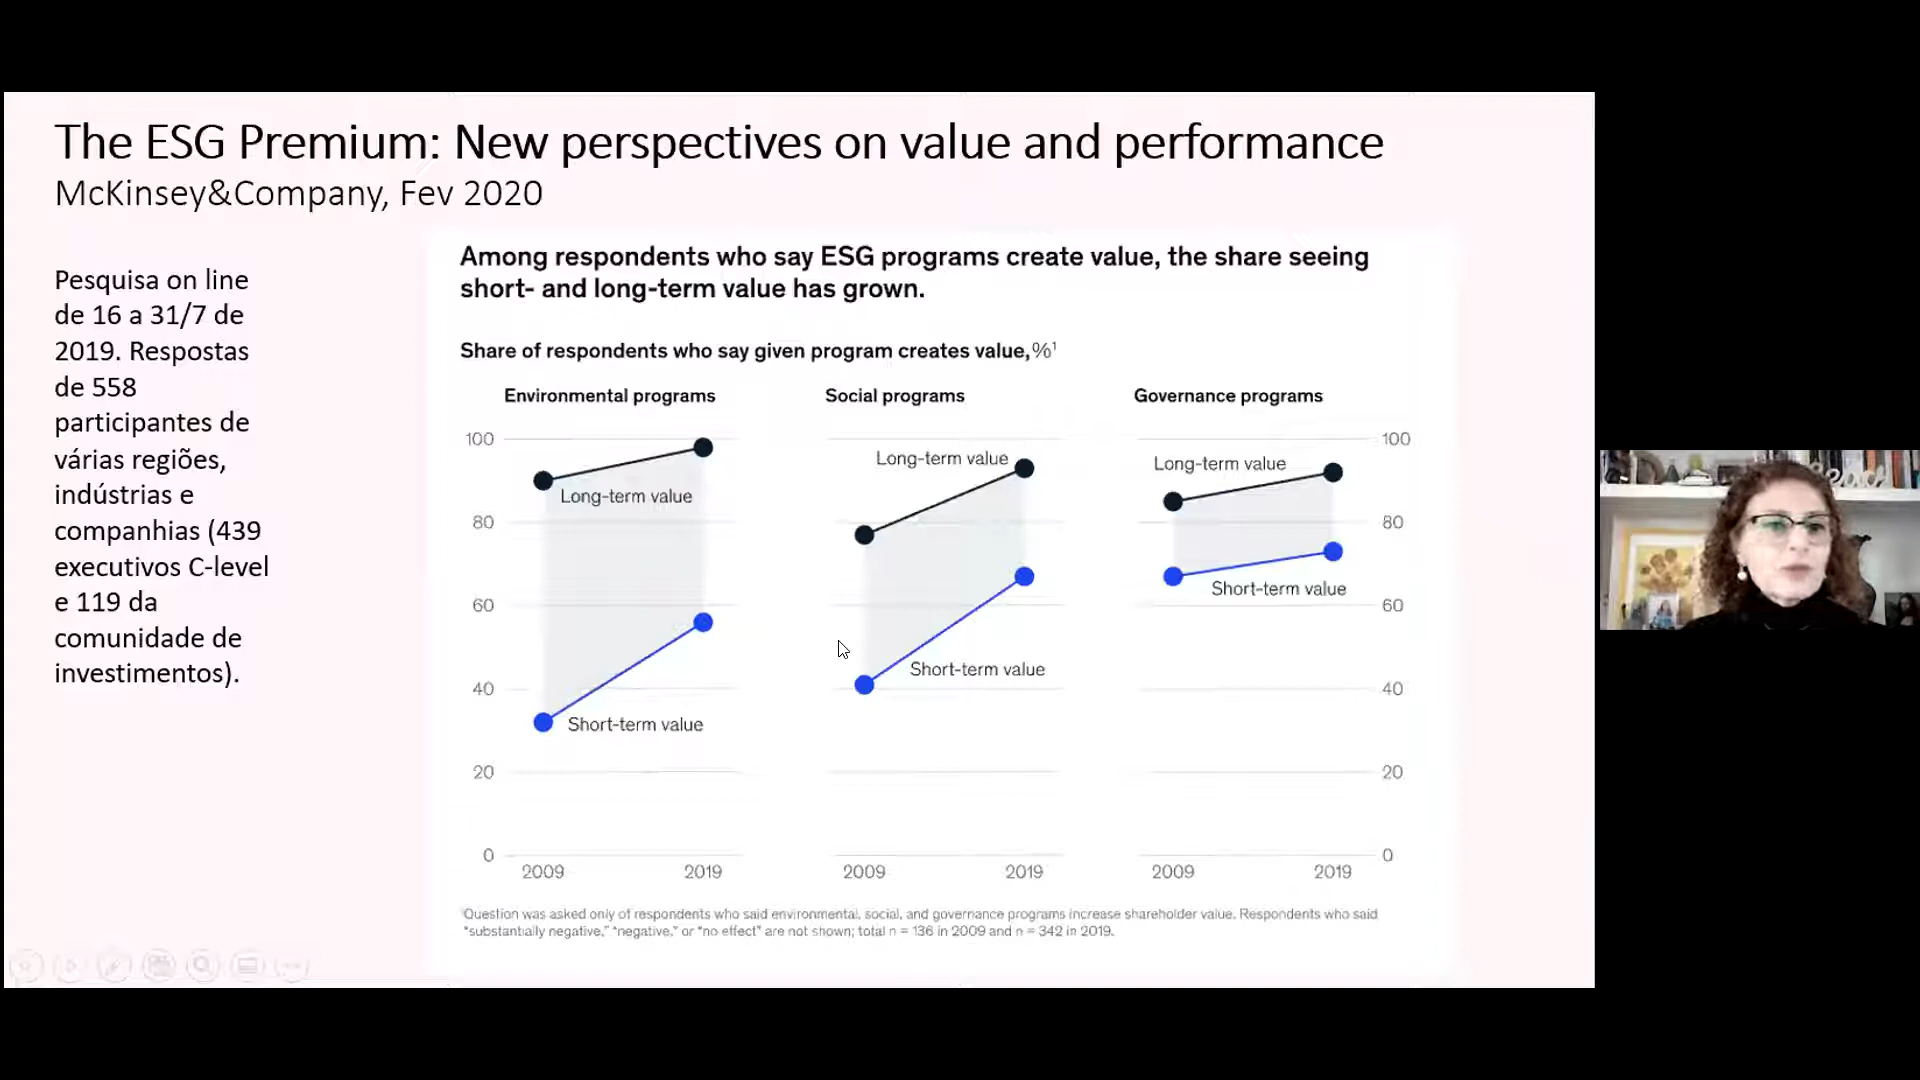 The ESG Premium: New perspectives on value and performance
McKinsey&Company, Fev 2020
Pesquisa on line
de 16 a 31/7 de
2019. Respostas
de 558
participantes de
várias regiões,
indústrias e
companhias (439
executivos C-level
e 119 da
comunidade de
investimentos).
Among respondents who say ESG programs create value, the share seeing
short- and long-term value has grown.
Share of respondents who say given program creates value,%¹
Environmental programs
100
80
60
40
20
0
Long-term value
Short-term value
2009 2019
Social programs
Long-term value
Short-term value
2009 2019
Governance programs
Long-term value
Short-term value
100
80
60
40
20
0
2009 2019
¹Question was asked only of respondents who said environmental, social, and governance programs increase shareholder value. Respondents who said
“substantially negative,” “negative,” or “no effect” are not shown; total n = 136 in 2009 and n = 342 in 2019.